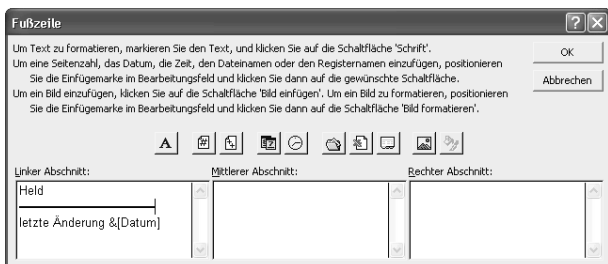 Fußzeile
Um Text zu formatieren, markieren Sie den Text, und klicken Sie auf die Schaltfläche 'Schrift'.
Um eine Seitenzahl, das Datum, die Zeit, den Dateinamen oder den Registernamen einzufügen, positionieren
Sie die Einfügemarke im Bearbeitungsfeld und klicken Sie dann auf die gewünschte Schaltfläche.
Um ein Bild einzufügen, klicken Sie auf die Schaltfläche 'Bild einfügen'. Um ein Bild zu formatieren, positionieren
Sie die Einfügemarke im Bearbeitungsfeld und klicken Sie dann auf die Schaltfläche 'Bild formatieren'.
OK
Abbrechen
A
Linker Abschnitt: Mittlerer Abschnitt: Rechter Abschnitt:
Held
letzte Änderung &[Datum]